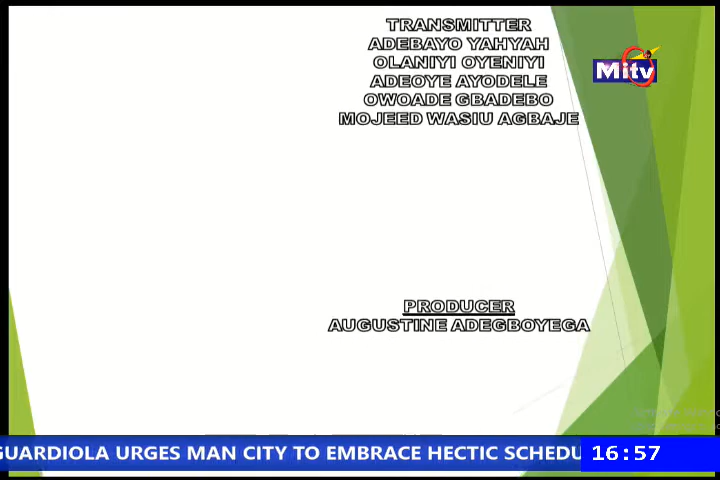 TRANSMITTER
ADEBAYO YAHYAH
OLANIYI OYENIYI
ADEOYE AYODELE
OWOADE GBADEBO
MOJEED WASIU AGBAJE
Mitv
PRODUCER
AUGUSTINE ADEGBOYEGA
GUARDIOLA URGES MAN CITY TO EMBRACE HECTIC SCHEDU
16:57